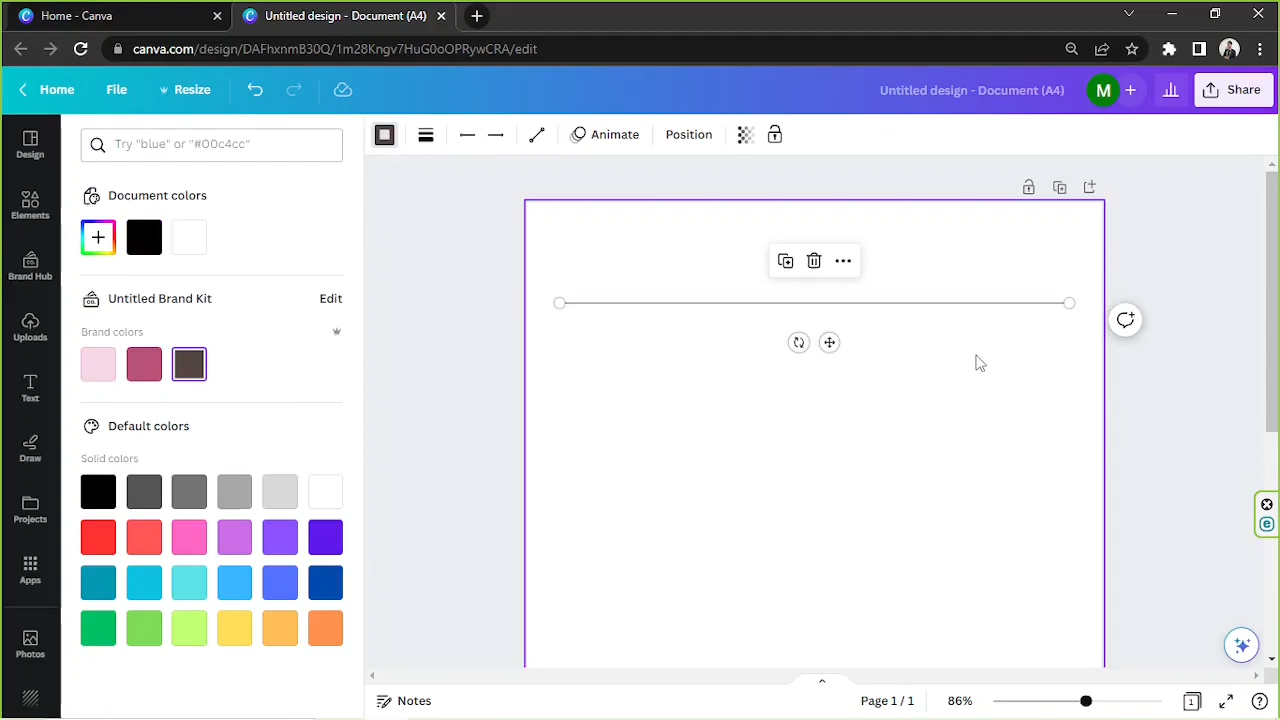 Home - Canva
Untitled design - Document (A4)
canva.com/design/DAFhxnmB30Q/1m28Kngv7HuG0oOPRywCRA/edit
Home
File
Resize
Untitled design - Document (A4)
M
Share
Design
Elements
Brand Hub
Uploads
Text
Draw
Projects
Apps
Photos
Try "blue" or "#00c4cc"
Document colors
Untitled Brand Kit
Edit
Brand colors
Default colors
Solid colors
Animate
Position
Notes
Page 1 / 1
86%
1